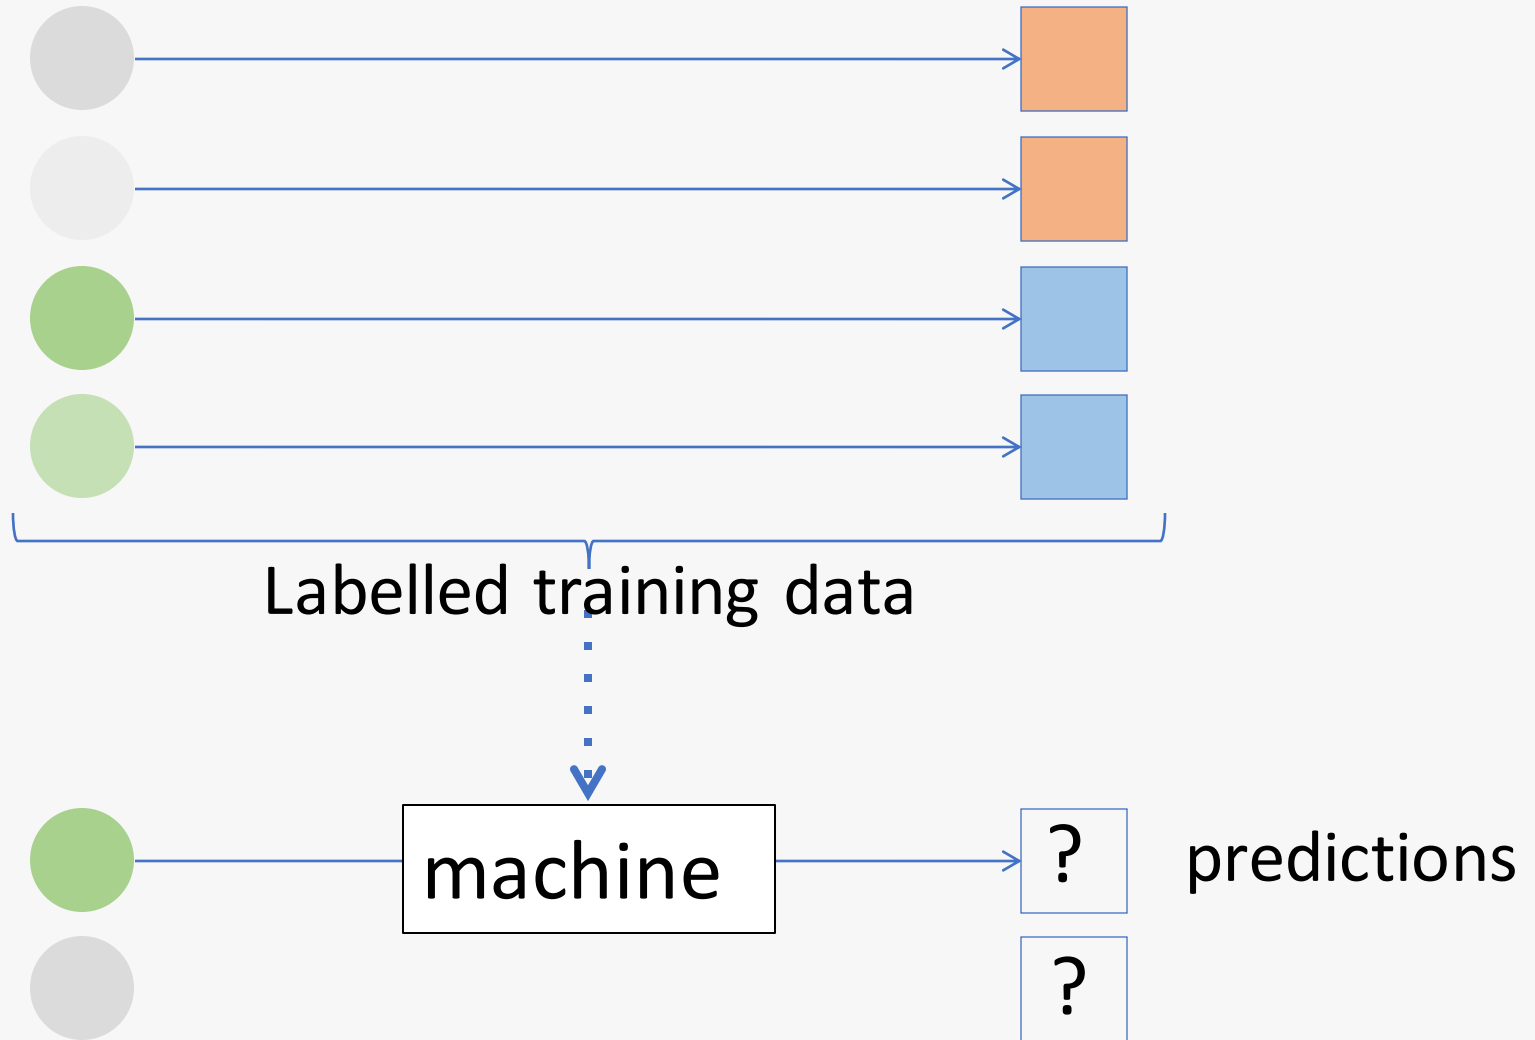 Labelled training data
machine
?
predictions
?